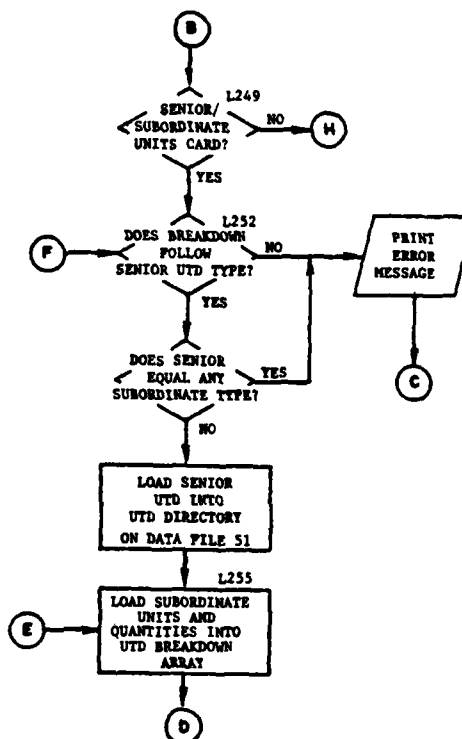 B
L249
SENIOR/
SUBORDINATE
UNITS CARD?
NO
H
YES
L252
F
DOES BREAKDOWN
FOLLOW
SENIOR UTD TYPE?
NO
PRINT
ERROR
MESSAGE
YES
C
DOES SENIOR
EQUAL ANY
SUBORDINATE TYPE?
YES
NO
LOAD SENIOR
UTD INTO
UTD DIRECTORY
ON DATA FILE 51
L255
E
LOAD SUBORDINATE
UNITS AND
QUANTITIES INTO
UTD BREAKDOWN
ARRAY
D